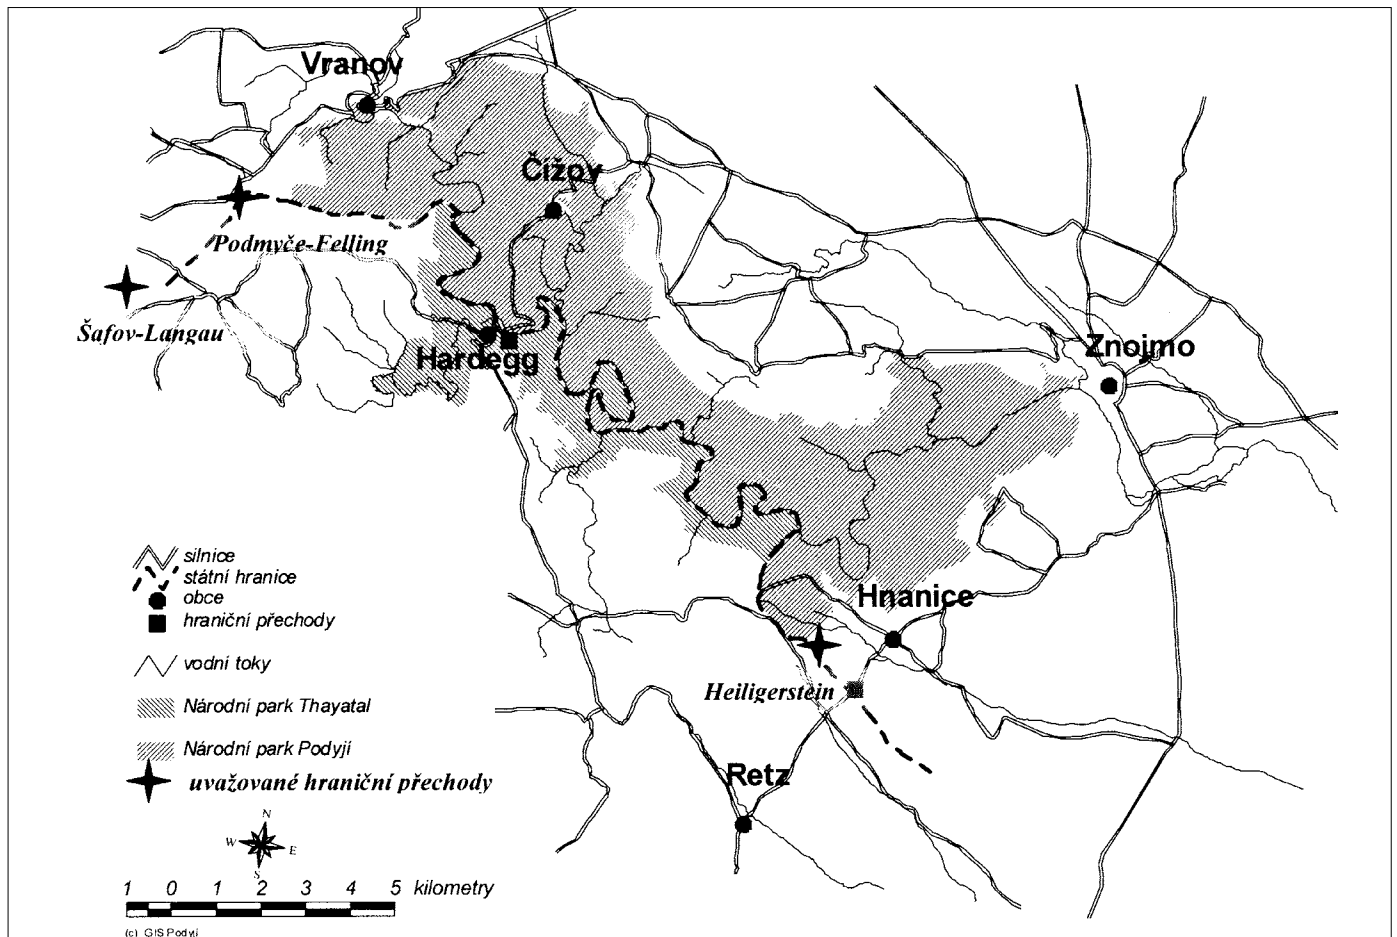 Vranov
Čížov
Podmyče-Felling
Šafov-Langau
Hardegg
Znojmo
Hnanice
Heiligerstein
Retz
silnice
státní hranice
obce
hraniční přechody
vodní toky
Národní park Thayatal
Národní park Podyjí
uvažované hraniční přechody
N
W E
S
1 0 1 2 3 4 5 kilometry
(c) GIS Podyjí